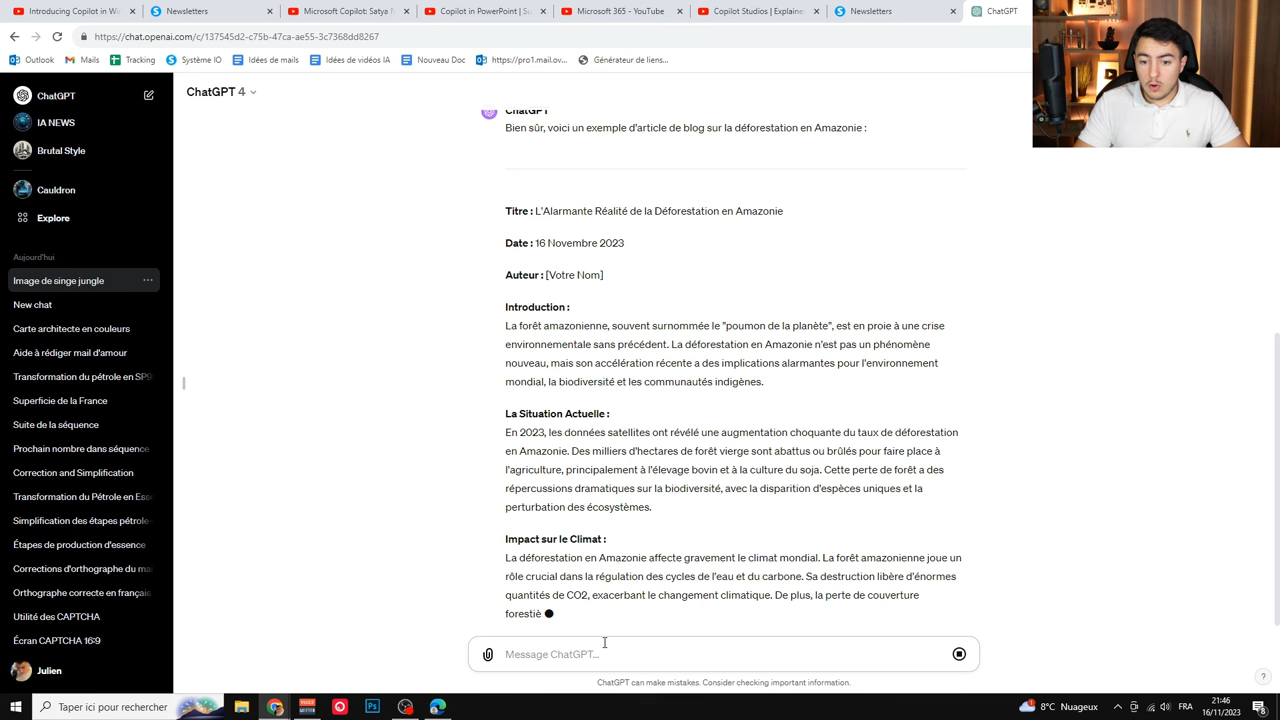 Introducing Copilot in Wi
Newsletters
Microsoft Copilot: Satya N
Copilot in PowerPoint | Su
Microsoft 365 - YouTube
Copilot Studios | Explaine
Newsletters
ChatGPT
https://chat.openai.com/c/137545d2-c75b-47ca-ae55-3c7368dd8267
Outlook
Mails
Tracking
Système IO
Idées de mails
Idées de vidéos IA
Nouveau Doc
https://pro1.mail.ov...
Générateur de liens...
ChatGPT
IA NEWS
Brutal Style
Cauldron
Explore
Aujourd'hui
Image de singe jungle
New chat
Carte architecte en couleurs
Aide à rédiger mail d'amour
Transformation du pétrole en SP9
Superficie de la France
Suite de la séquence
Prochain nombre dans séquence
Correction and Simplification
Transformation du Pétrole en Ess
Simplification des étapes pétrole
Étapes de production d'essence
Corrections d'orthographe du ma
Orthographe correcte en français
Utilité des CAPTCHA
Écran CAPTCHA 16:9
Julien
ChatGPT 4
ChatGPT
Bien sûr, voici un exemple d'article de blog sur la déforestation en Amazonie :
Titre : L'Alarmante Réalité de la Déforestation en Amazonie
Date : 16 Novembre 2023
Auteur : [Votre Nom]
Introduction :
La forêt amazonienne, souvent surnommée le "poumon de la planète", est en proie à une crise
environnementale sans précédent. La déforestation en Amazonie n'est pas un phénomène
nouveau, mais son accélération récente a des implications alarmantes pour l'environnement
mondial, la biodiversité et les communautés indigènes.
La Situation Actuelle :
En 2023, les données satellites ont révélé une augmentation choquante du taux de déforestation
en Amazonie. Des milliers d'hectares de forêt vierge sont abattus ou brûlés pour faire place à
l'agriculture, principalement à l'élevage bovin et à la culture du soja. Cette perte de forêt a des
répercussions dramatiques sur la biodiversité, avec la disparition d'espèces uniques et la
perturbation des écosystèmes.
Impact sur le Climat :
La déforestation en Amazonie affecte gravement le climat mondial. La forêt amazonienne joue un
rôle crucial dans la régulation des cycles de l'eau et du carbone. Sa destruction libère d'énormes
quantités de CO2, exacerbant le changement climatique. De plus, la perte de couverture
forestiè
Message ChatGPT...
ChatGPT can make mistakes. Consider checking important information.
?
Taper ici pour rechercher
8°C Nuageux
FRA
21:46
16/11/2023